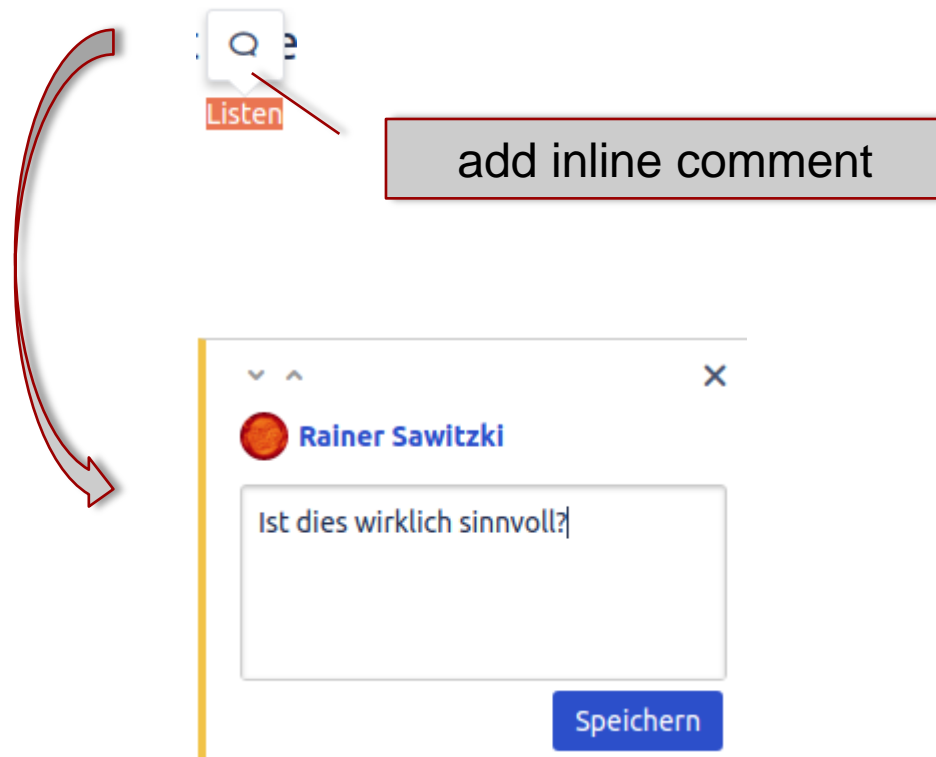 e
Listen
add inline comment
Rainer Sawitzki
Ist dies wirklich sinnvoll?
Speichern